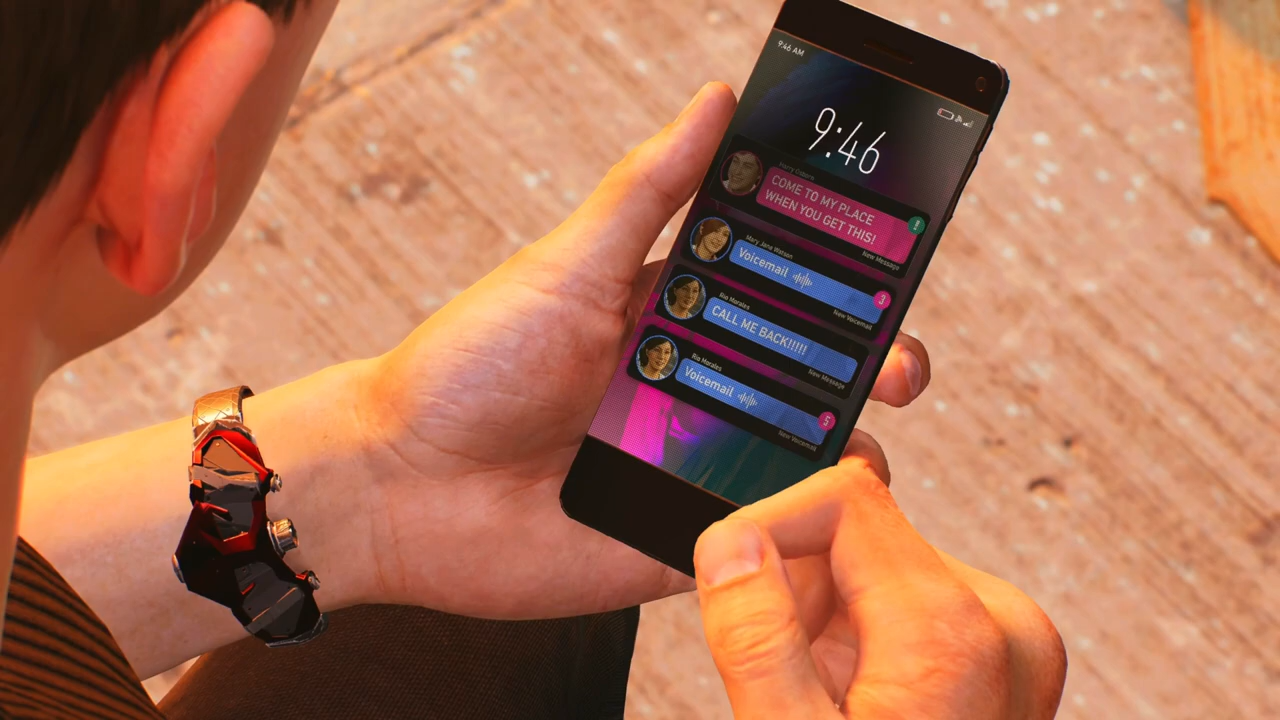 9:46 AM
9:46
Harry Osborn
COME TO MY PLACE
WHEN YOU GET THIS!
!
New Message
Mary Jane Watson
Voicemail
3
New Voicemail
Rio Morales
CALL ME BACK!!!!!
New Message
Rio Morales
Voicemail
5
New Voicemail